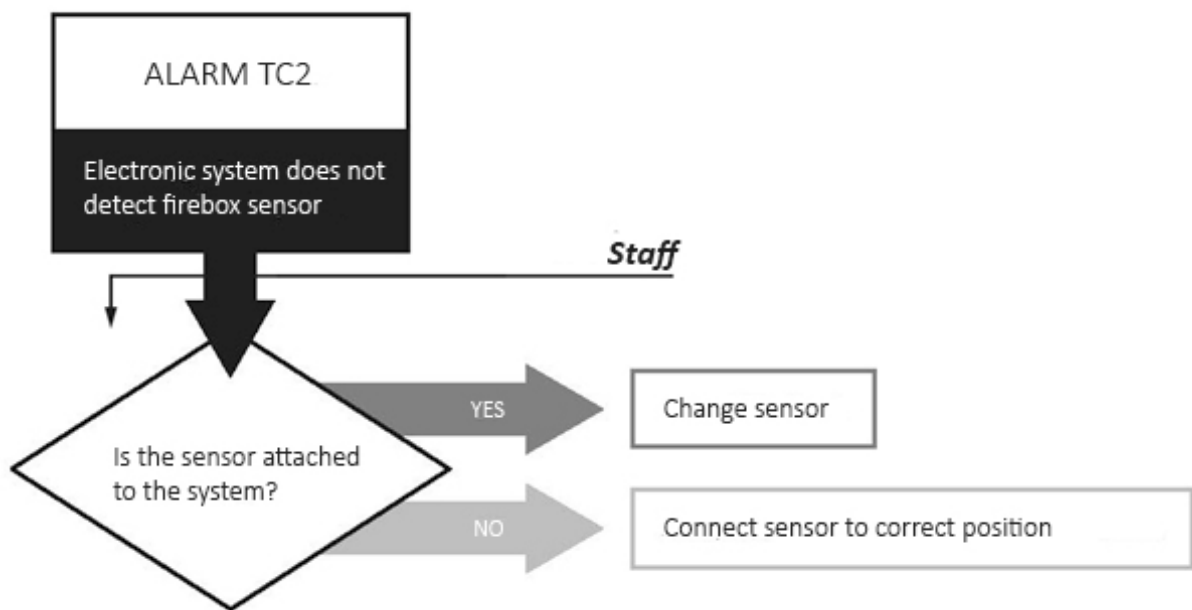 ALARM TC2
Electronic system does not
detect firebox sensor
Staff
YES
Change sensor
Is the sensor attached
to the system?
NO
Connect sensor to correct position